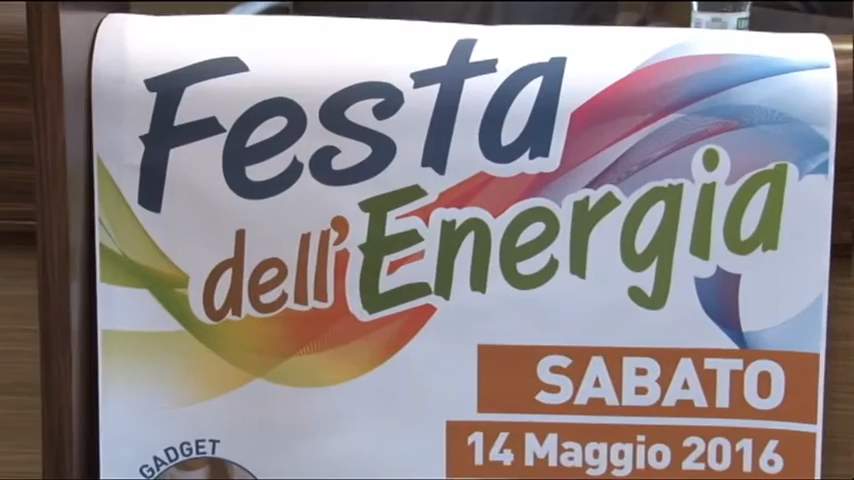 Festa
dell'Energia
SABATO
14 Maggio 2016
GADGET